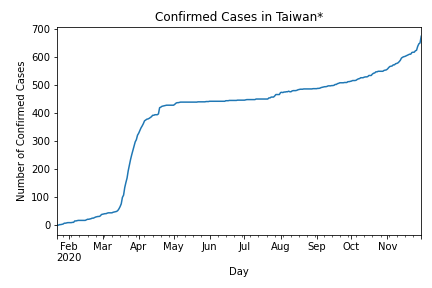 Confirmed Cases in Taiwan*
Number of Confirmed Cases
700
600
500
400
300
200
100
0
Feb Mar Apr May Jun Jul Aug Sep Oct Nov
2020
Day